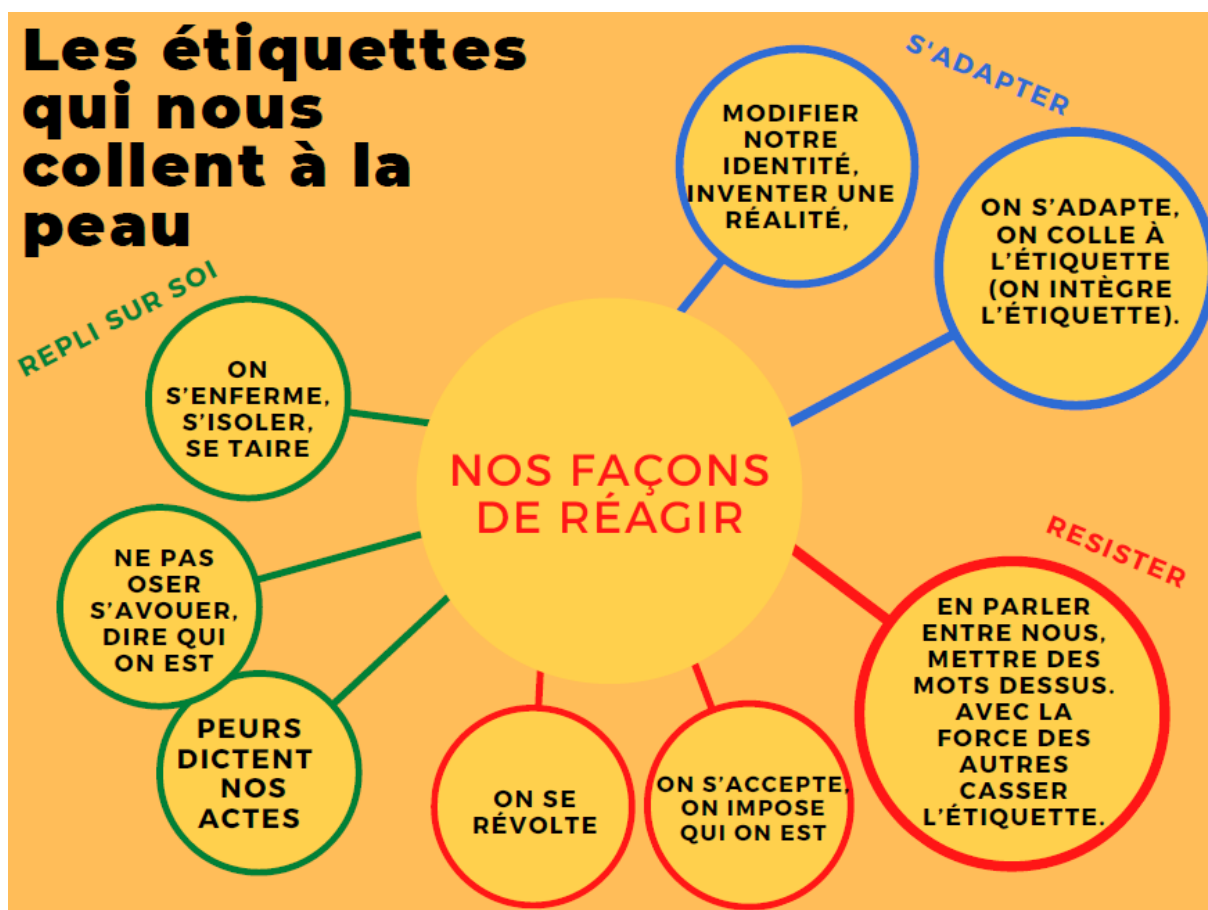 Les étiquettes
qui nous
collent à la
peau
S'ADAPTER
MODIFIER
NOTRE
IDENTITÉ,
INVENTER UNE
RÉALITÉ,
ON S’ADAPTE,
ON COLLE À
L’ÉTIQUETTE
(ON INTÈGRE
L’ÉTIQUETTE).
REPLI SUR SOI
ON
S’ENFERME,
S’ISOLER,
SE TAIRE
NE PAS
OSER
S’AVOUER,
DIRE QUI
ON EST
PEURS
DICTENT
NOS
ACTES
NOS FAÇONS
DE RÉAGIR
RESISTER
EN PARLER
ENTRE NOUS,
METTRE DES
MOTS DESSUS.
AVEC LA
FORCE DES
AUTRES
CASSER
L’ÉTIQUETTE.
ON SE
RÉVOLTE
ON S’ACCEPTE,
ON IMPOSE
QUI ON EST